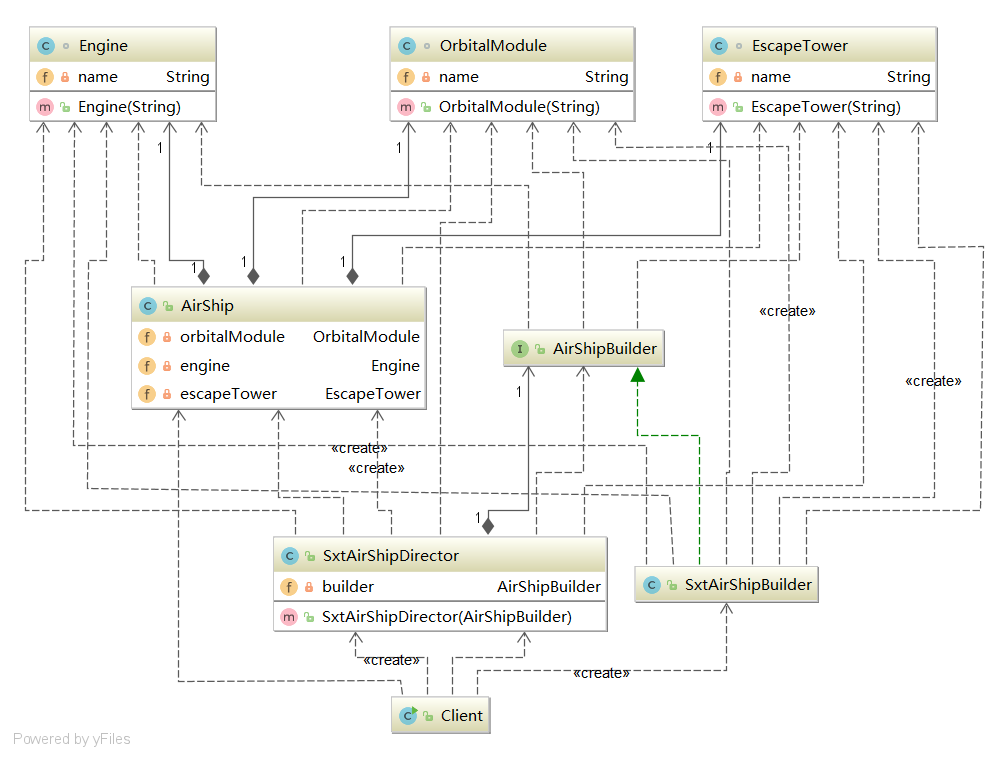 Engine
name String
Engine(String)
OrbitalModule
name String
OrbitalModule(String)
EscapeTower
name String
EscapeTower(String)
1
1
1
1
1
1
AirShip
orbitalModule OrbitalModule
engine Engine
escapeTower EscapeTower
«create»
AirShipBuilder
«create»
1
«create»
«create»
1
SxtAirShipDirector
builder AirShipBuilder
SxtAirShipDirector(AirShipBuilder)
SxtAirShipBuilder
«create»
«create»
Client
Powered by yFiles